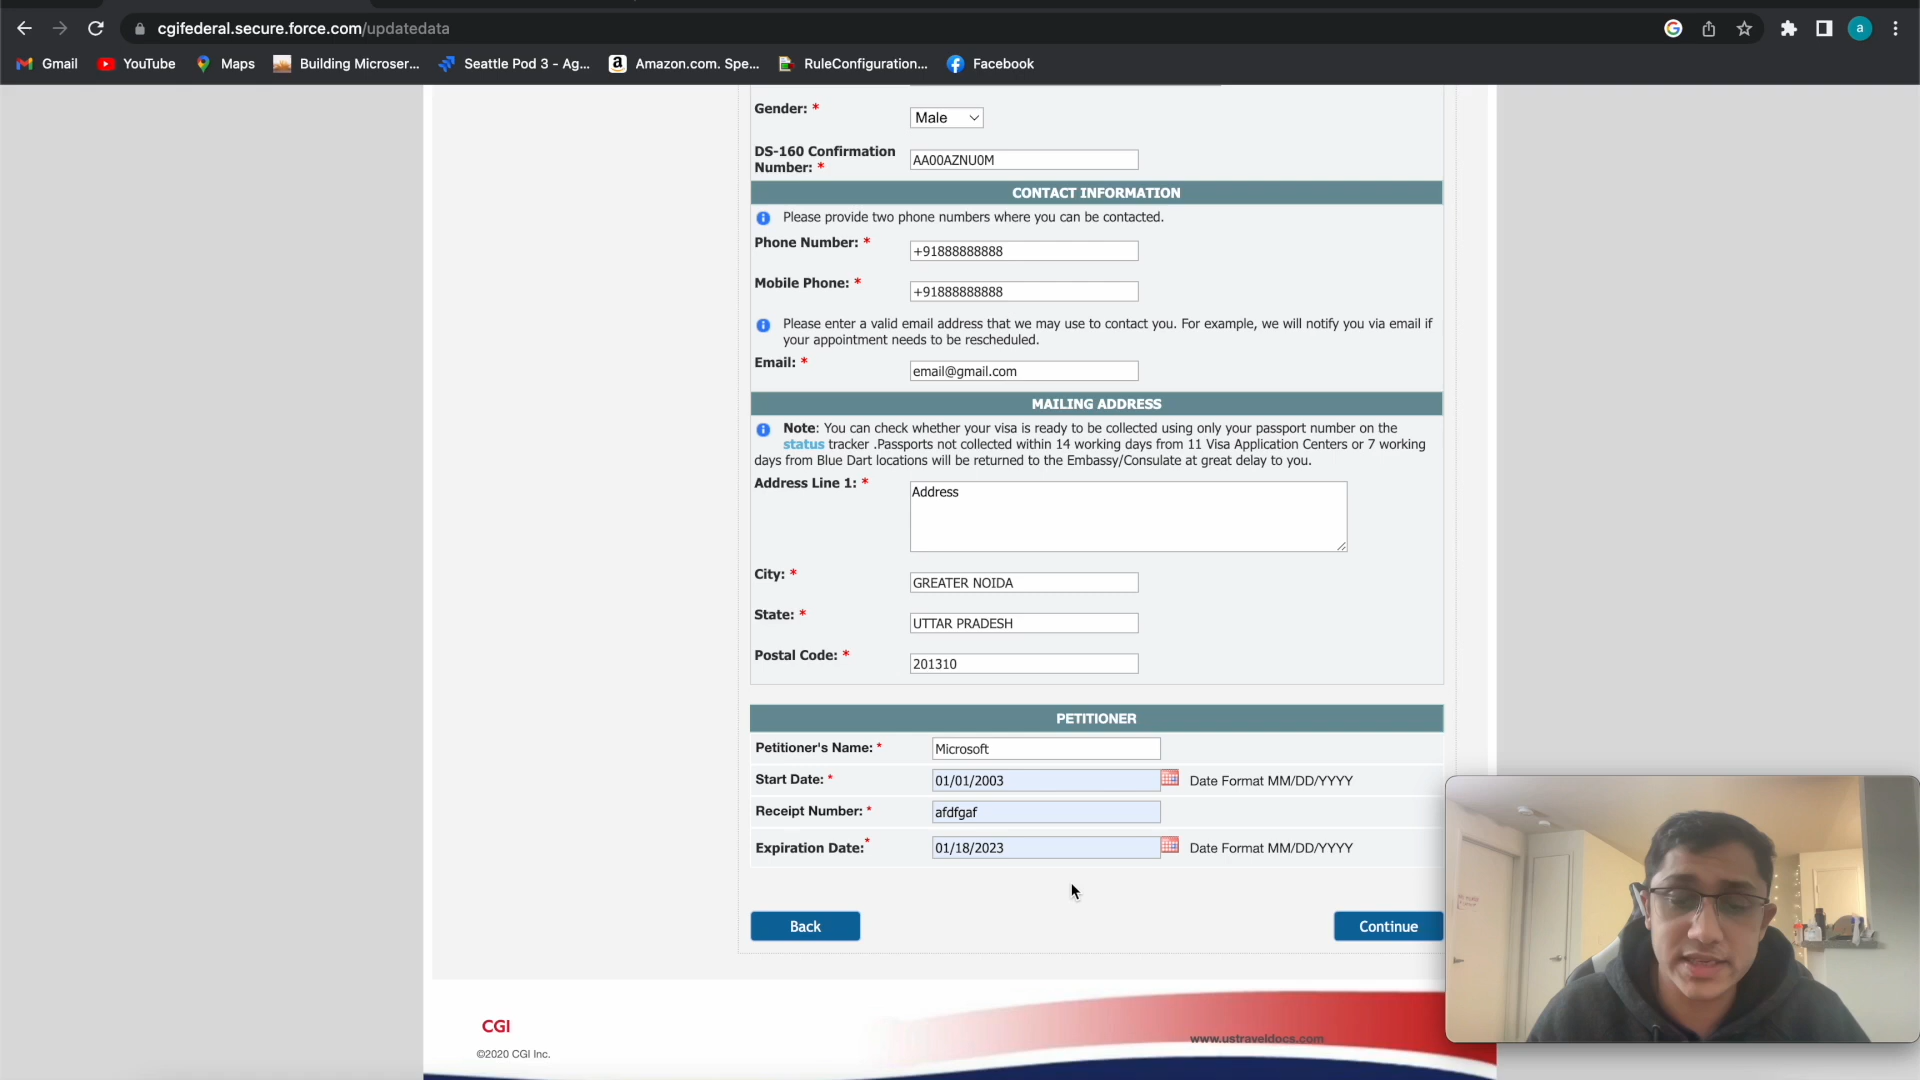 cgifederal.secure.force.com/updatedata
a
Gmail
YouTube
Maps
Building Microser...
Seattle Pod 3 - Ag...
a
Amazon.com. Spe...
RuleConfiguration...
Facebook
Gender: *
Male
DS-160 Confirmation
Number: *
AA00AZNU0M
CONTACT INFORMATION
Please provide two phone numbers where you can be contacted.
Phone Number: *
+91888888888
Mobile Phone: *
+91888888888
Please enter a valid email address that we may use to contact you. For example, we will notify you via email if
your appointment needs to be rescheduled.
Email: *
email@gmail.com
MAILING ADDRESS
Note: You can check whether your visa is ready to be collected using only your passport number on the
status tracker .Passports not collected within 14 working days from 11 Visa Application Centers or 7 working
days from Blue Dart locations will be returned to the Embassy/Consulate at great delay to you.
Address Line 1: *
Address
City: *
GREATER NOIDA
State: *
UTTAR PRADESH
Postal Code: *
201310
PETITIONER
Petitioner's Name: *
Microsoft
Start Date: *
01/01/2003
Date Format MM/DD/YYYY
Receipt Number: *
afdfgaf
Expiration Date: *
01/18/2023
Date Format MM/DD/YYYY
Back
Continue
CGI
©2020 CGI Inc.
www.ustraveldocs.com